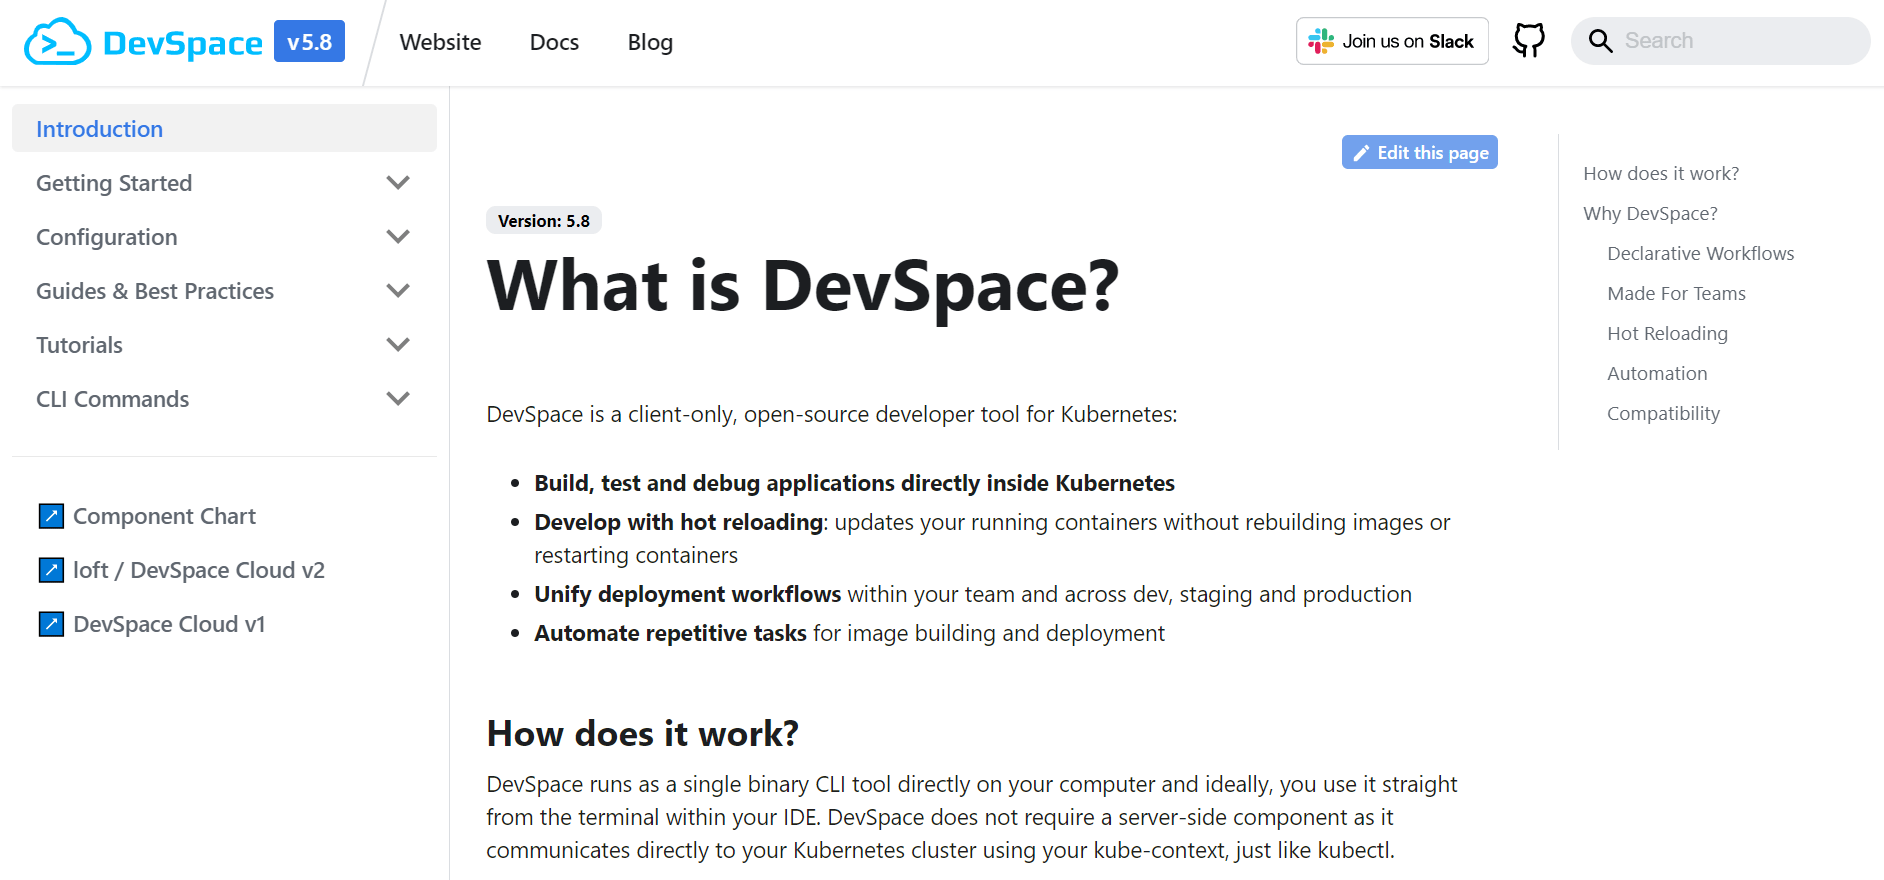 DevSpace v5.8 Website Docs Blog Join us on Slack Search
Introduction
Getting Started
Configuration
Guides & Best Practices
Tutorials
CLI Commands
Component Chart
loft / DevSpace Cloud v2
DevSpace Cloud v1
Edit this page
Version: 5.8
What is DevSpace?
DevSpace is a client-only, open-source developer tool for Kubernetes:
Build, test and debug applications directly inside Kubernetes
Develop with hot reloading: updates your running containers without rebuilding images or
restarting containers
Unify deployment workflows within your team and across dev, staging and production
Automate repetitive tasks for image building and deployment
How does it work?
DevSpace runs as a single binary CLI tool directly on your computer and ideally, you use it straight
from the terminal within your IDE. DevSpace does not require a server-side component as it
communicates directly to your Kubernetes cluster using your kube-context, just like kubectl.
How does it work?
Why DevSpace?
Declarative Workflows
Made For Teams
Hot Reloading
Automation
Compatibility